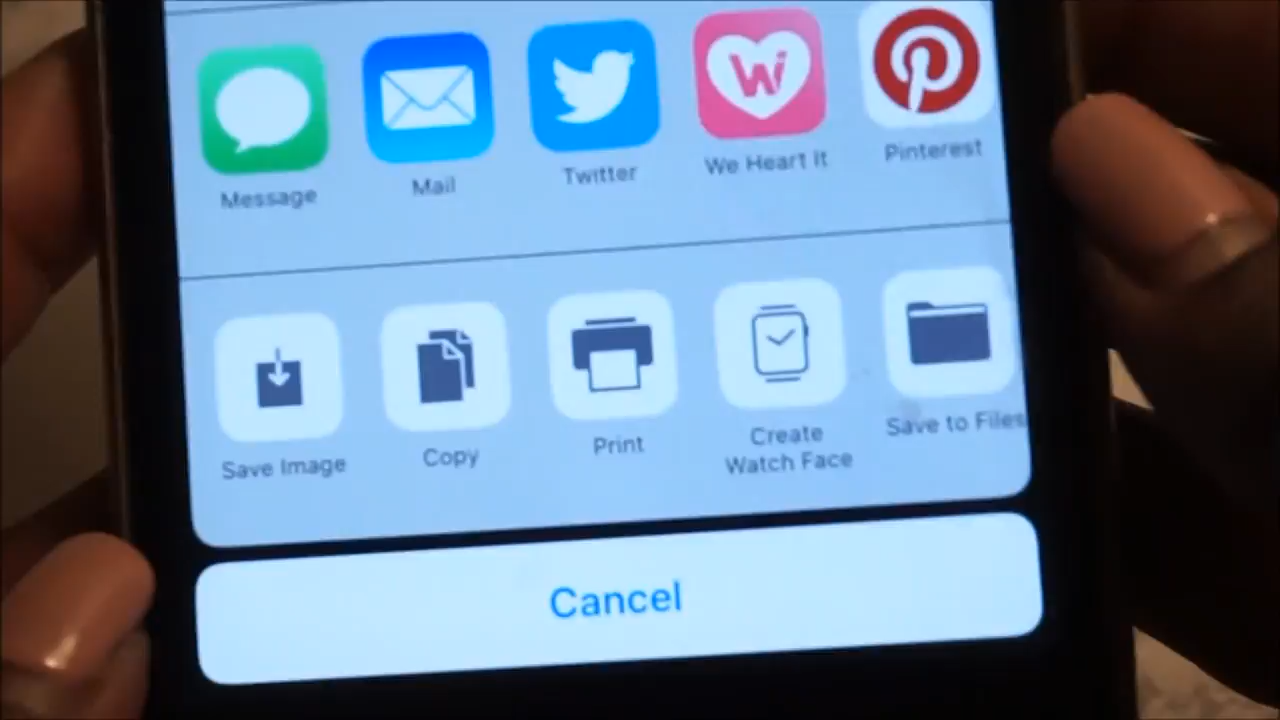 Message
Mail
Twitter
We Heart It
Pinterest
Save Image
Copy
Print
Create
Watch Face
Save to Files
Cancel